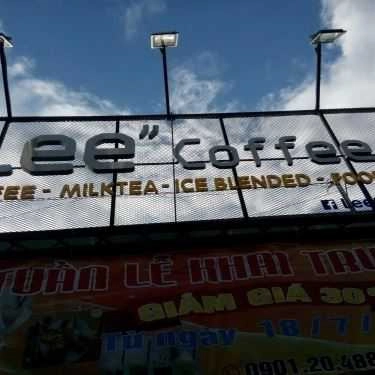 Lee" Coffee
FEE - MILKTEA - ICE BLENDED - FOO
Lee
TUẦN LỄ KHAI TRƯ
GIẢM GIÁ 30
Từ ngày 18/7/
0901.20.488